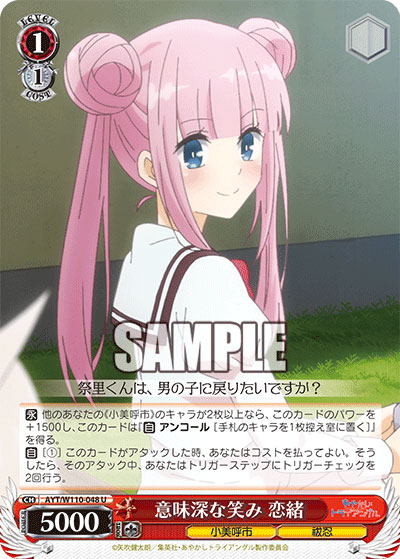 LEVEL
1
1
COST
SAMPLE
祭里くんは、男の子に戻りたいですか?
永 他のあなたの《小美呼市》のキャラが2枚以上なら、このカードのパワーを
+1500し、このカードは『自 アンコール [手札のキャラを1枚控え室に置く]』
を得る。
自 [①] このカードがアタックした時、あなたはコストを払ってよい。そう
したら、そのアタック中、あなたはトリガーステップにトリガーチェックを
2回行う。
CH AYT/W110-048 U
5000
意味深な笑み 恋緒
あやかし
トライアングル
小美呼市
祓忍
©矢吹健太朗/集英社・あやかしトライアングル製作委員会